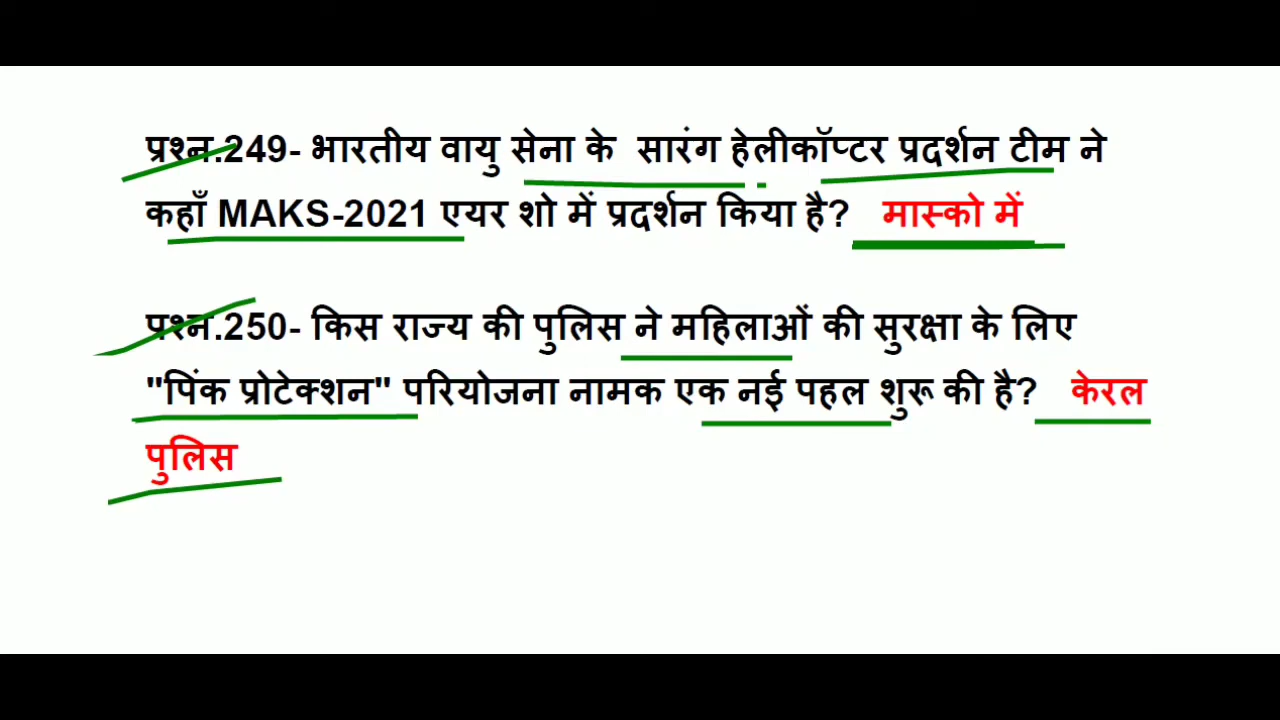 प्रश्न.249- भारतीय वायु सेना के सारंग हेलीकॉप्टर प्रदर्शन टीम ने
कहाँ MAKS-2021 एयर शो में प्रदर्शन किया है? मास्को में
प्रश्न.250- किस राज्य की पुलिस ने महिलाओं की सुरक्षा के लिए
"पिंक प्रोटेक्शन" परियोजना नामक एक नई पहल शुरू की है? केरल
पुलिस